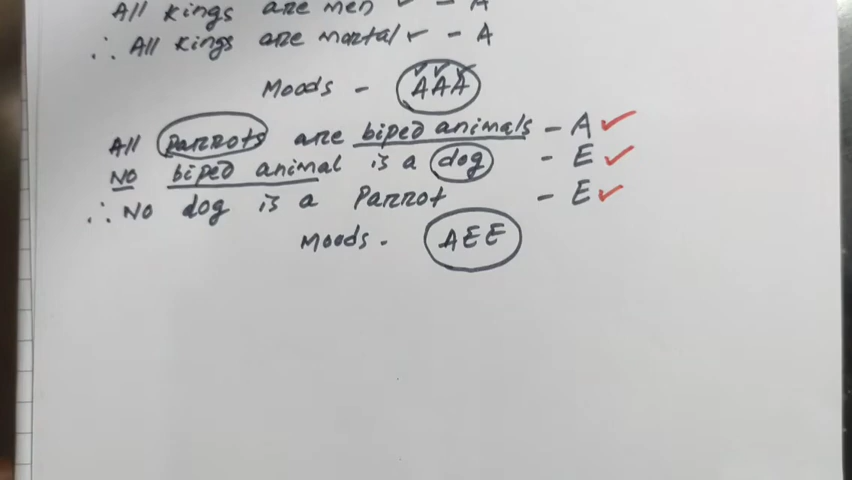 All kings are men ✓ - A
∴ All kings are mortal ✓ - A
Moods - AAA
All parrots are biped animals - A ✓
No biped animal is a dog - E ✓
∴ No dog is a Parrot - E ✓
Moods - AEE